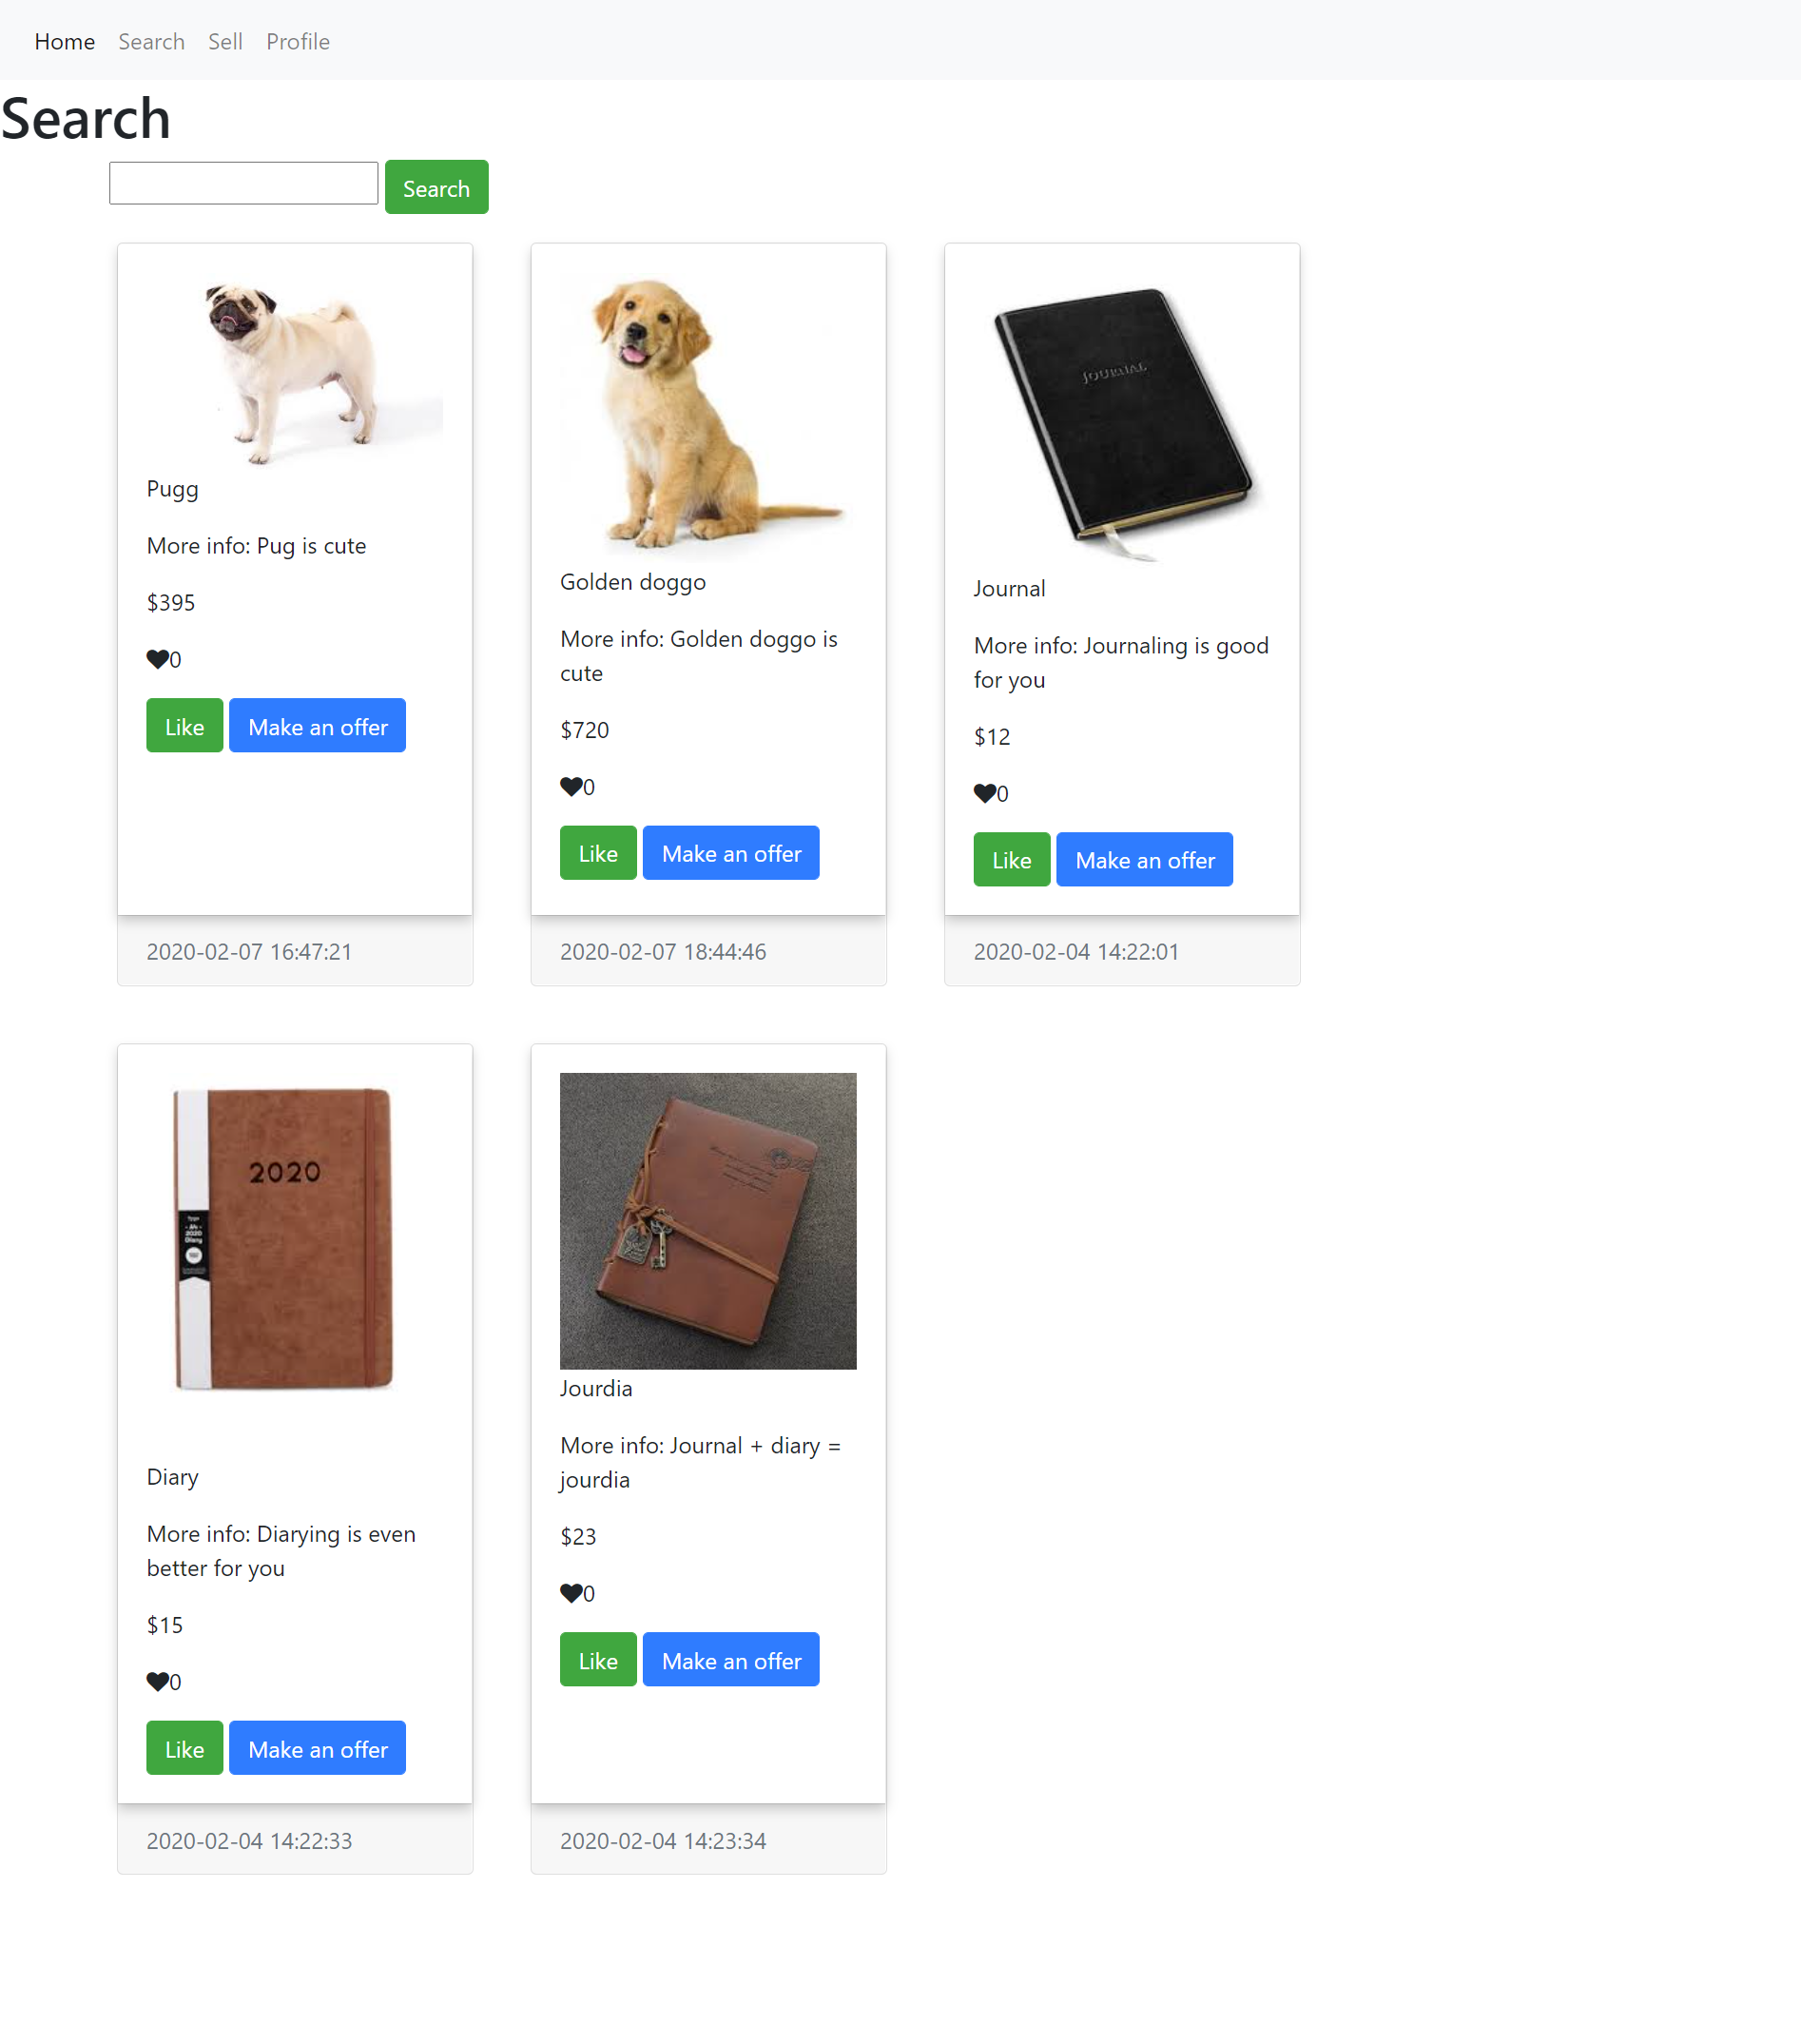 Home Search Sell Profile
Search
Search
JOURNAL
Pugg
More info: Pug is cute
$395
0
Like Make an offer
2020-02-07 16:47:21
Golden doggo
More info: Golden doggo is
cute
$720
0
Like Make an offer
2020-02-07 18:44:46
Journal
More info: Journaling is good
for you
$12
0
Like Make an offer
2020-02-04 14:22:01
2020
2020
Diary
Diary
More info: Diarying is even
better for you
$15
0
Like Make an offer
2020-02-04 14:22:33
Jourdia
More info: Journal + diary =
jourdia
$23
0
Like Make an offer
2020-02-04 14:23:34